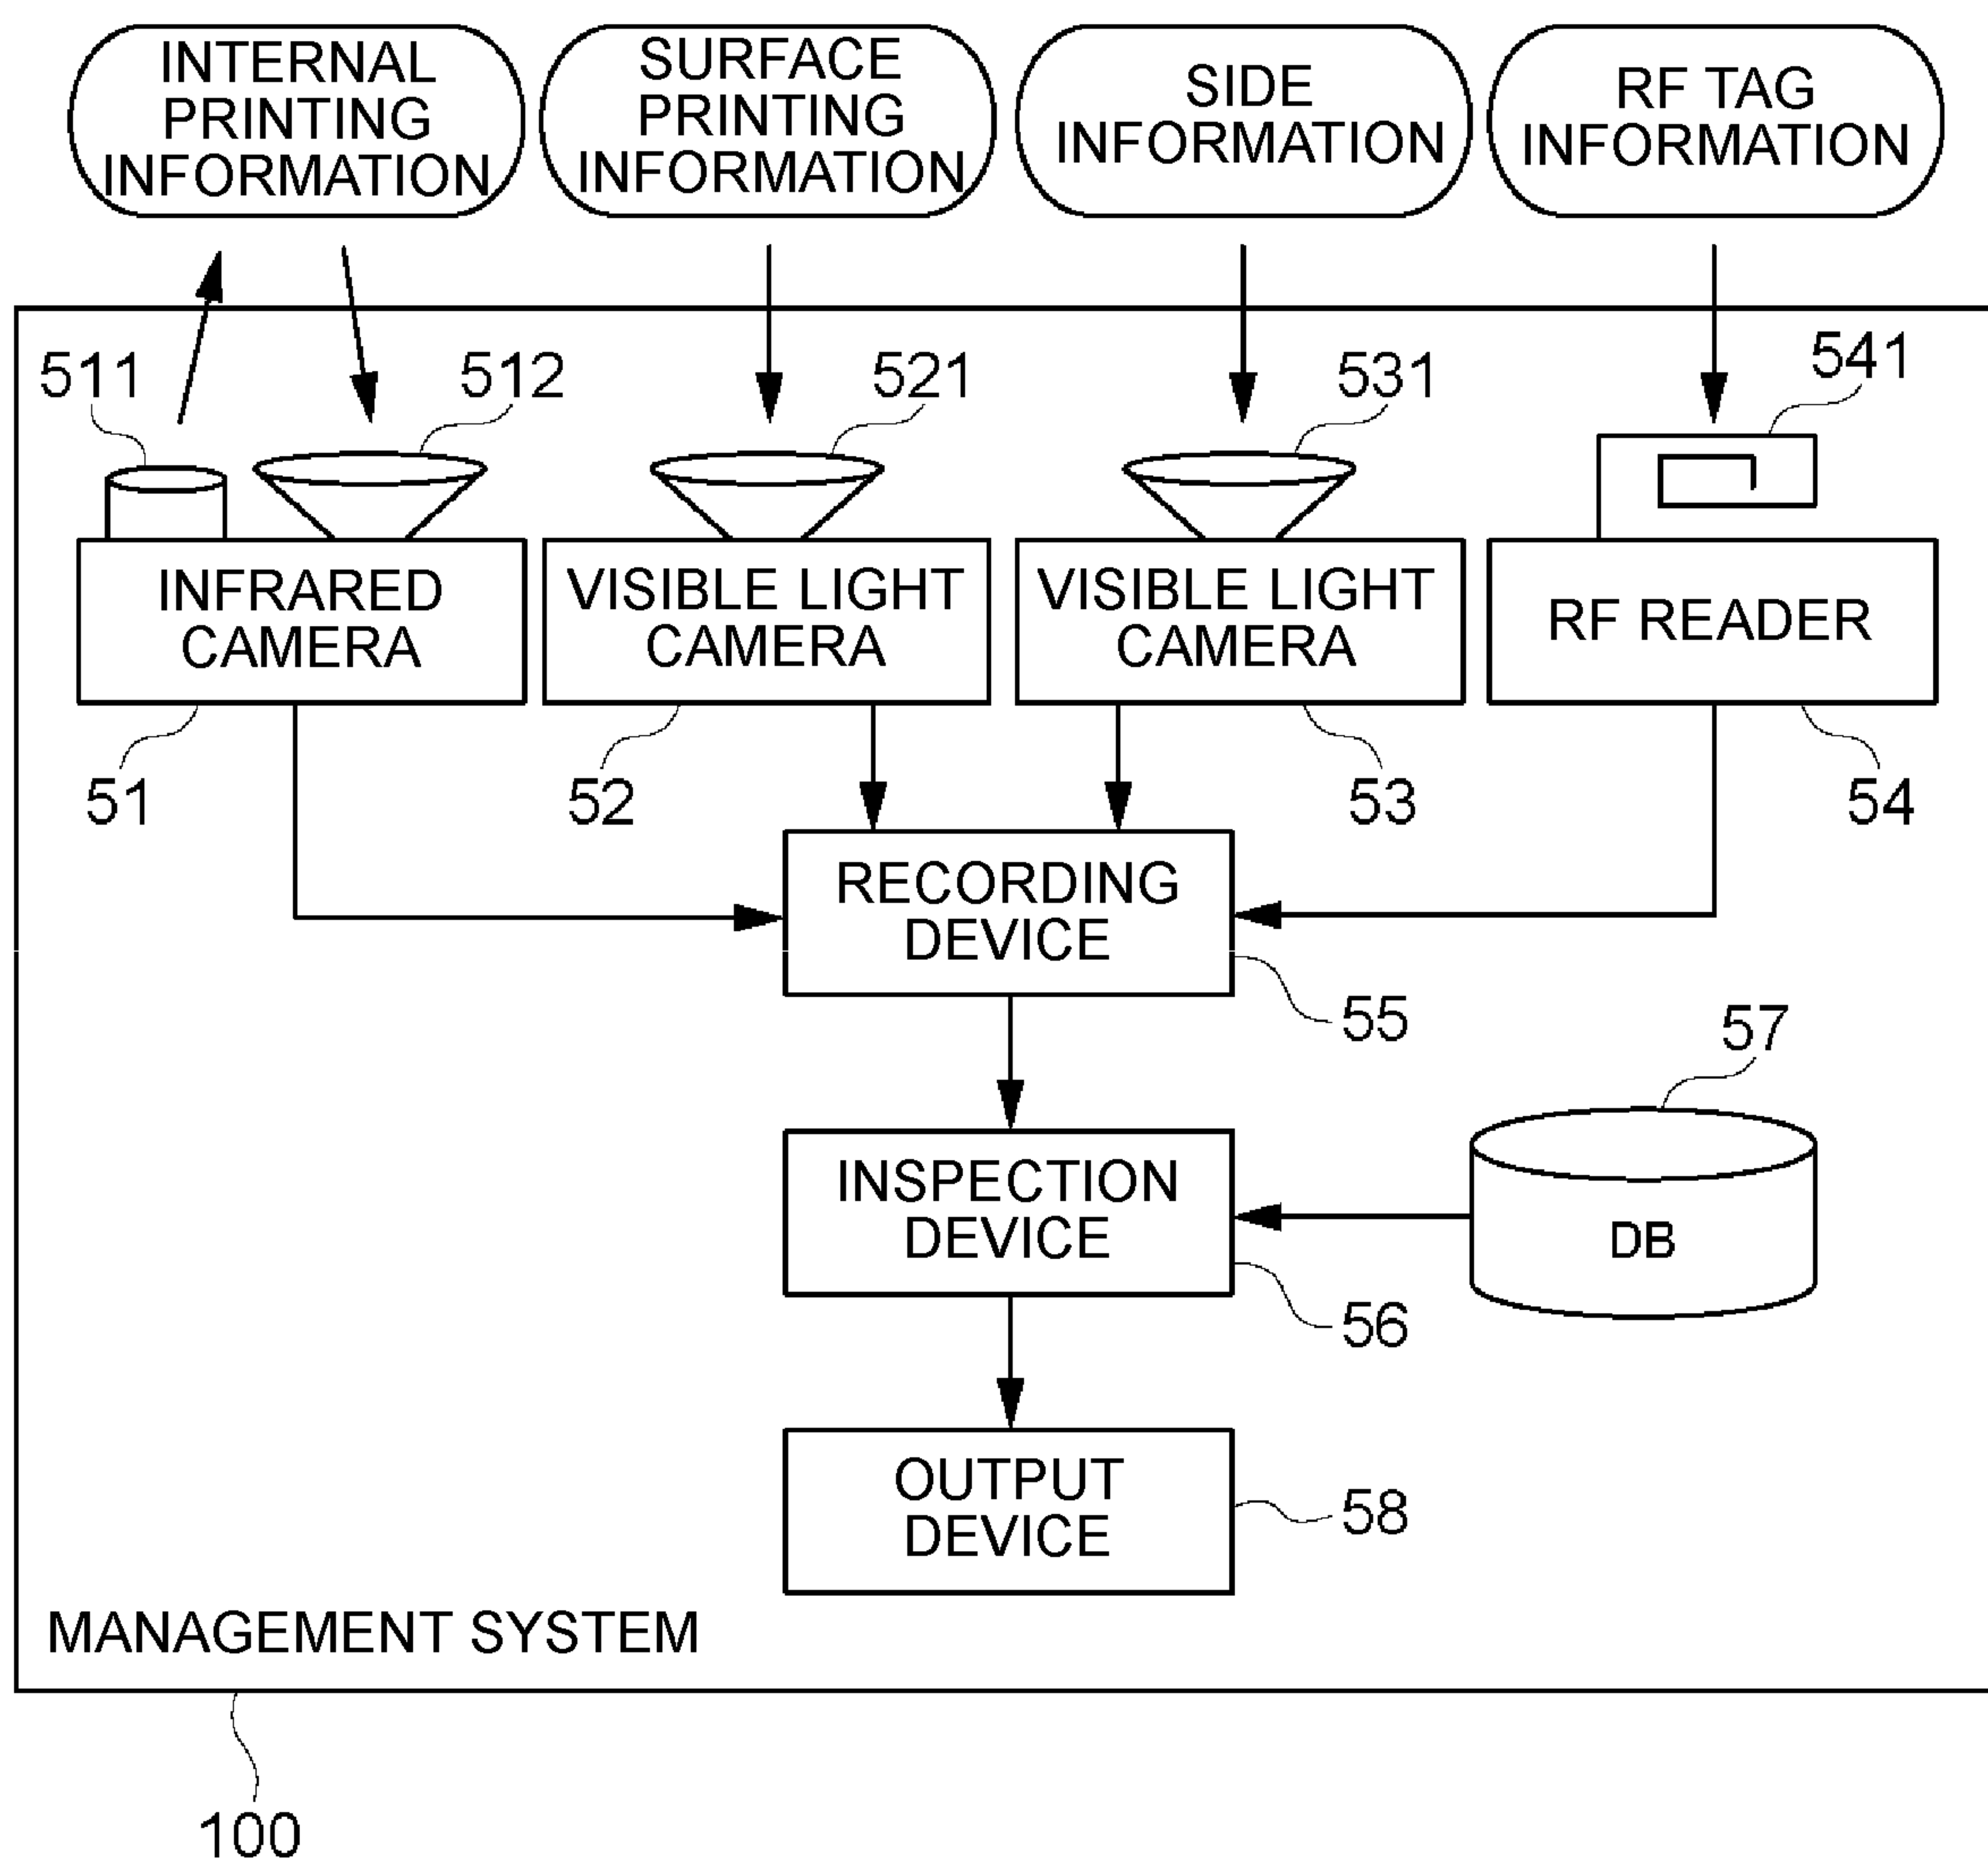 INTERNAL
PRINTING
INFORMATION
SURFACE
PRINTING
INFORMATION
SIDE
INFORMATION
RF TAG
INFORMATION
511
512
521
531
541
INFRARED
CAMERA
VISIBLE LIGHT
CAMERA
VISIBLE LIGHT
CAMERA
RF READER
51
52
53
54
RECORDING
DEVICE
55
57
INSPECTION
DEVICE
DB
56
OUTPUT
DEVICE
58
MANAGEMENT SYSTEM
100